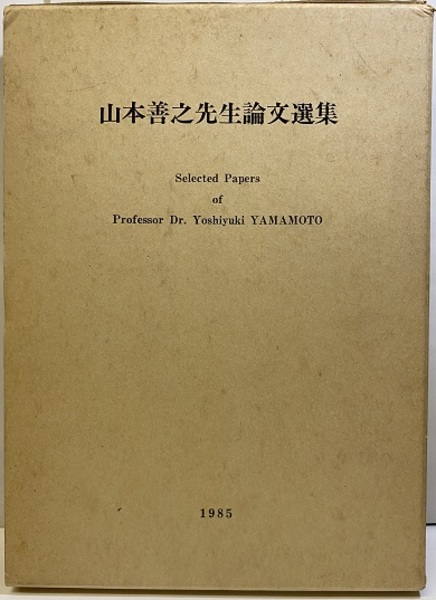 山本善之先生論文選集
Selected Papers
of
Professor Dr. Yoshiyuki YAMAMOTO
1985